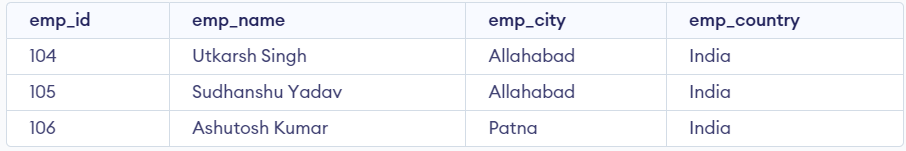 emp_id emp_name emp_city emp_country
104 Utkarsh Singh Allahabad India
105 Sudhanshu Yadav Allahabad India
106 Ashutosh Kumar Patna India